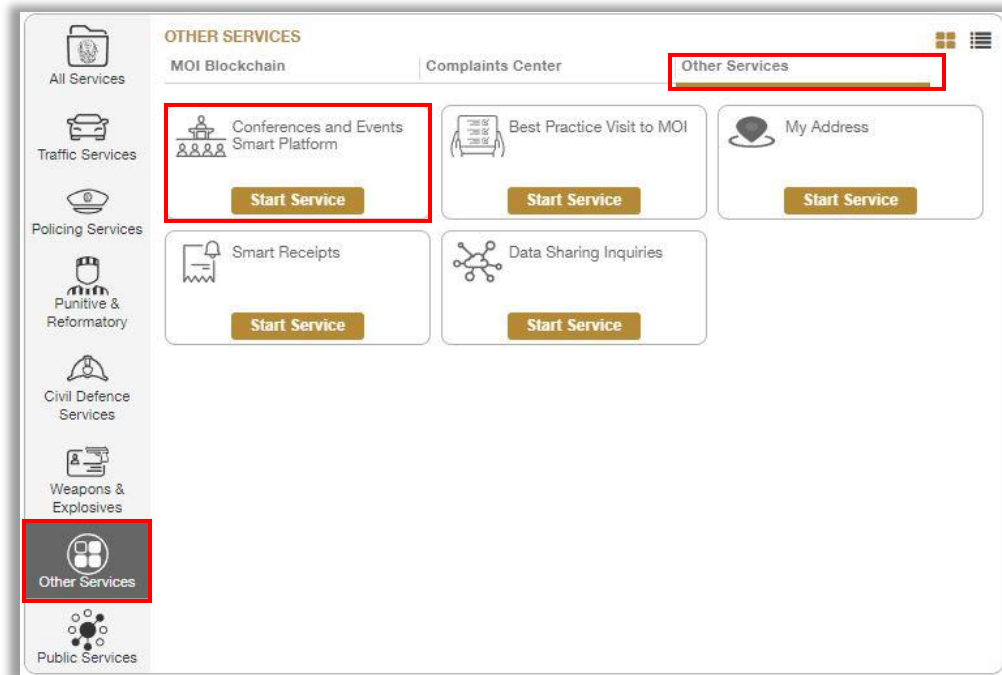 All Services
Traffic Services
Policing Services
Punitive &
Reformatory
Civil Defence
Services
Weapons &
Explosives
Other Services
Public Services
OTHER SERVICES
MOI Blockchain
Complaints Center
Other Services
Conferences and Events
Smart Platform
Start Service
Best Practice Visit to MOI
Start Service
My Address
Start Service
Smart Receipts
Start Service
Data Sharing Inquiries
Start Service